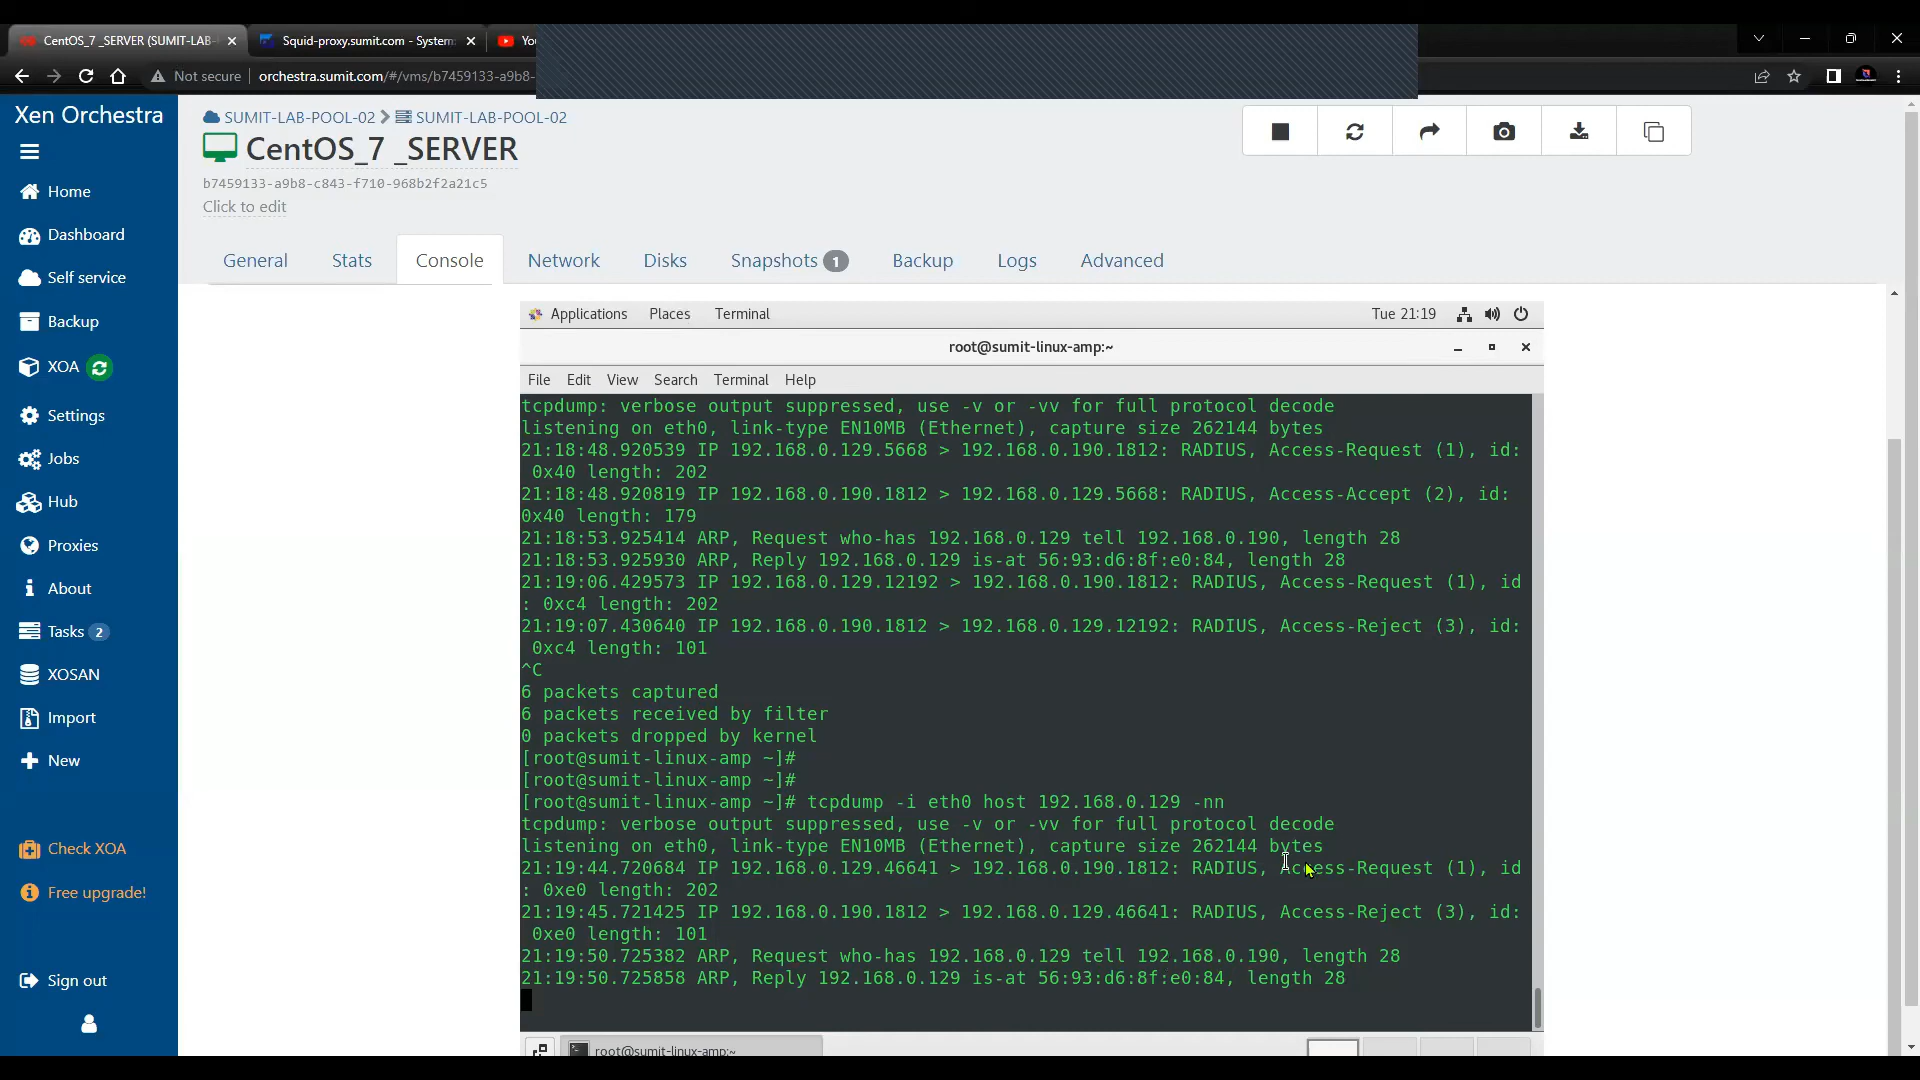 CentOS_7 _SERVER (SUMIT-LAB-
Squid-proxy.sumit.com - System
You
Not secure
orchestra.sumit.com/#/vms/b7459133-a9b8-
Xen Orchestra
Home
Dashboard
Self service
Backup
XOA
Settings
Jobs
Hub
Proxies
About
Tasks 2
XOSAN
Import
New
Check XOA
Free upgrade!
Sign out
SUMIT-LAB-POOL-02 SUMIT-LAB-POOL-02
CentOS_7 _SERVER
b7459133-a9b8-c843-f710-968b2f2a21c5
Click to edit
General Stats Console Network Disks Snapshots 1 Backup Logs Advanced
Applications Places Terminal Tue 21:19
root@sumit-linux-amp:~
File Edit View Search Terminal Help
tcpdump: verbose output suppressed, use -v or -vv for full protocol decode
listening on eth0, link-type EN10MB (Ethernet), capture size 262144 bytes
21:18:48.920539 IP 192.168.0.129.5668 > 192.168.0.190.1812: RADIUS, Access-Request (1), id:
 0x40 length: 202
21:18:48.920819 IP 192.168.0.190.1812 > 192.168.0.129.5668: RADIUS, Access-Accept (2), id:
0x40 length: 179
21:18:53.925414 ARP, Request who-has 192.168.0.129 tell 192.168.0.190, length 28
21:18:53.925930 ARP, Reply 192.168.0.129 is-at 56:93:d6:8f:e0:84, length 28
21:19:06.429573 IP 192.168.0.129.12192 > 192.168.0.190.1812: RADIUS, Access-Request (1), id
: 0xc4 length: 202
21:19:07.430640 IP 192.168.0.190.1812 > 192.168.0.129.12192: RADIUS, Access-Reject (3), id:
 0xc4 length: 101
^C
6 packets captured
6 packets received by filter
0 packets dropped by kernel
[root@sumit-linux-amp ~]#
[root@sumit-linux-amp ~]#
[root@sumit-linux-amp ~]# tcpdump -i eth0 host 192.168.0.129 -nn
tcpdump: verbose output suppressed, use -v or -vv for full protocol decode
listening on eth0, link-type EN10MB (Ethernet), capture size 262144 bytes
21:19:44.720684 IP 192.168.0.129.46641 > 192.168.0.190.1812: RADIUS, Access-Request (1), id
: 0xe0 length: 202
21:19:45.721425 IP 192.168.0.190.1812 > 192.168.0.129.46641: RADIUS, Access-Reject (3), id:
 0xe0 length: 101
21:19:50.725382 ARP, Request who-has 192.168.0.129 tell 192.168.0.190, length 28
21:19:50.725858 ARP, Reply 192.168.0.129 is-at 56:93:d6:8f:e0:84, length 28
root@sumit-linux-amp:~